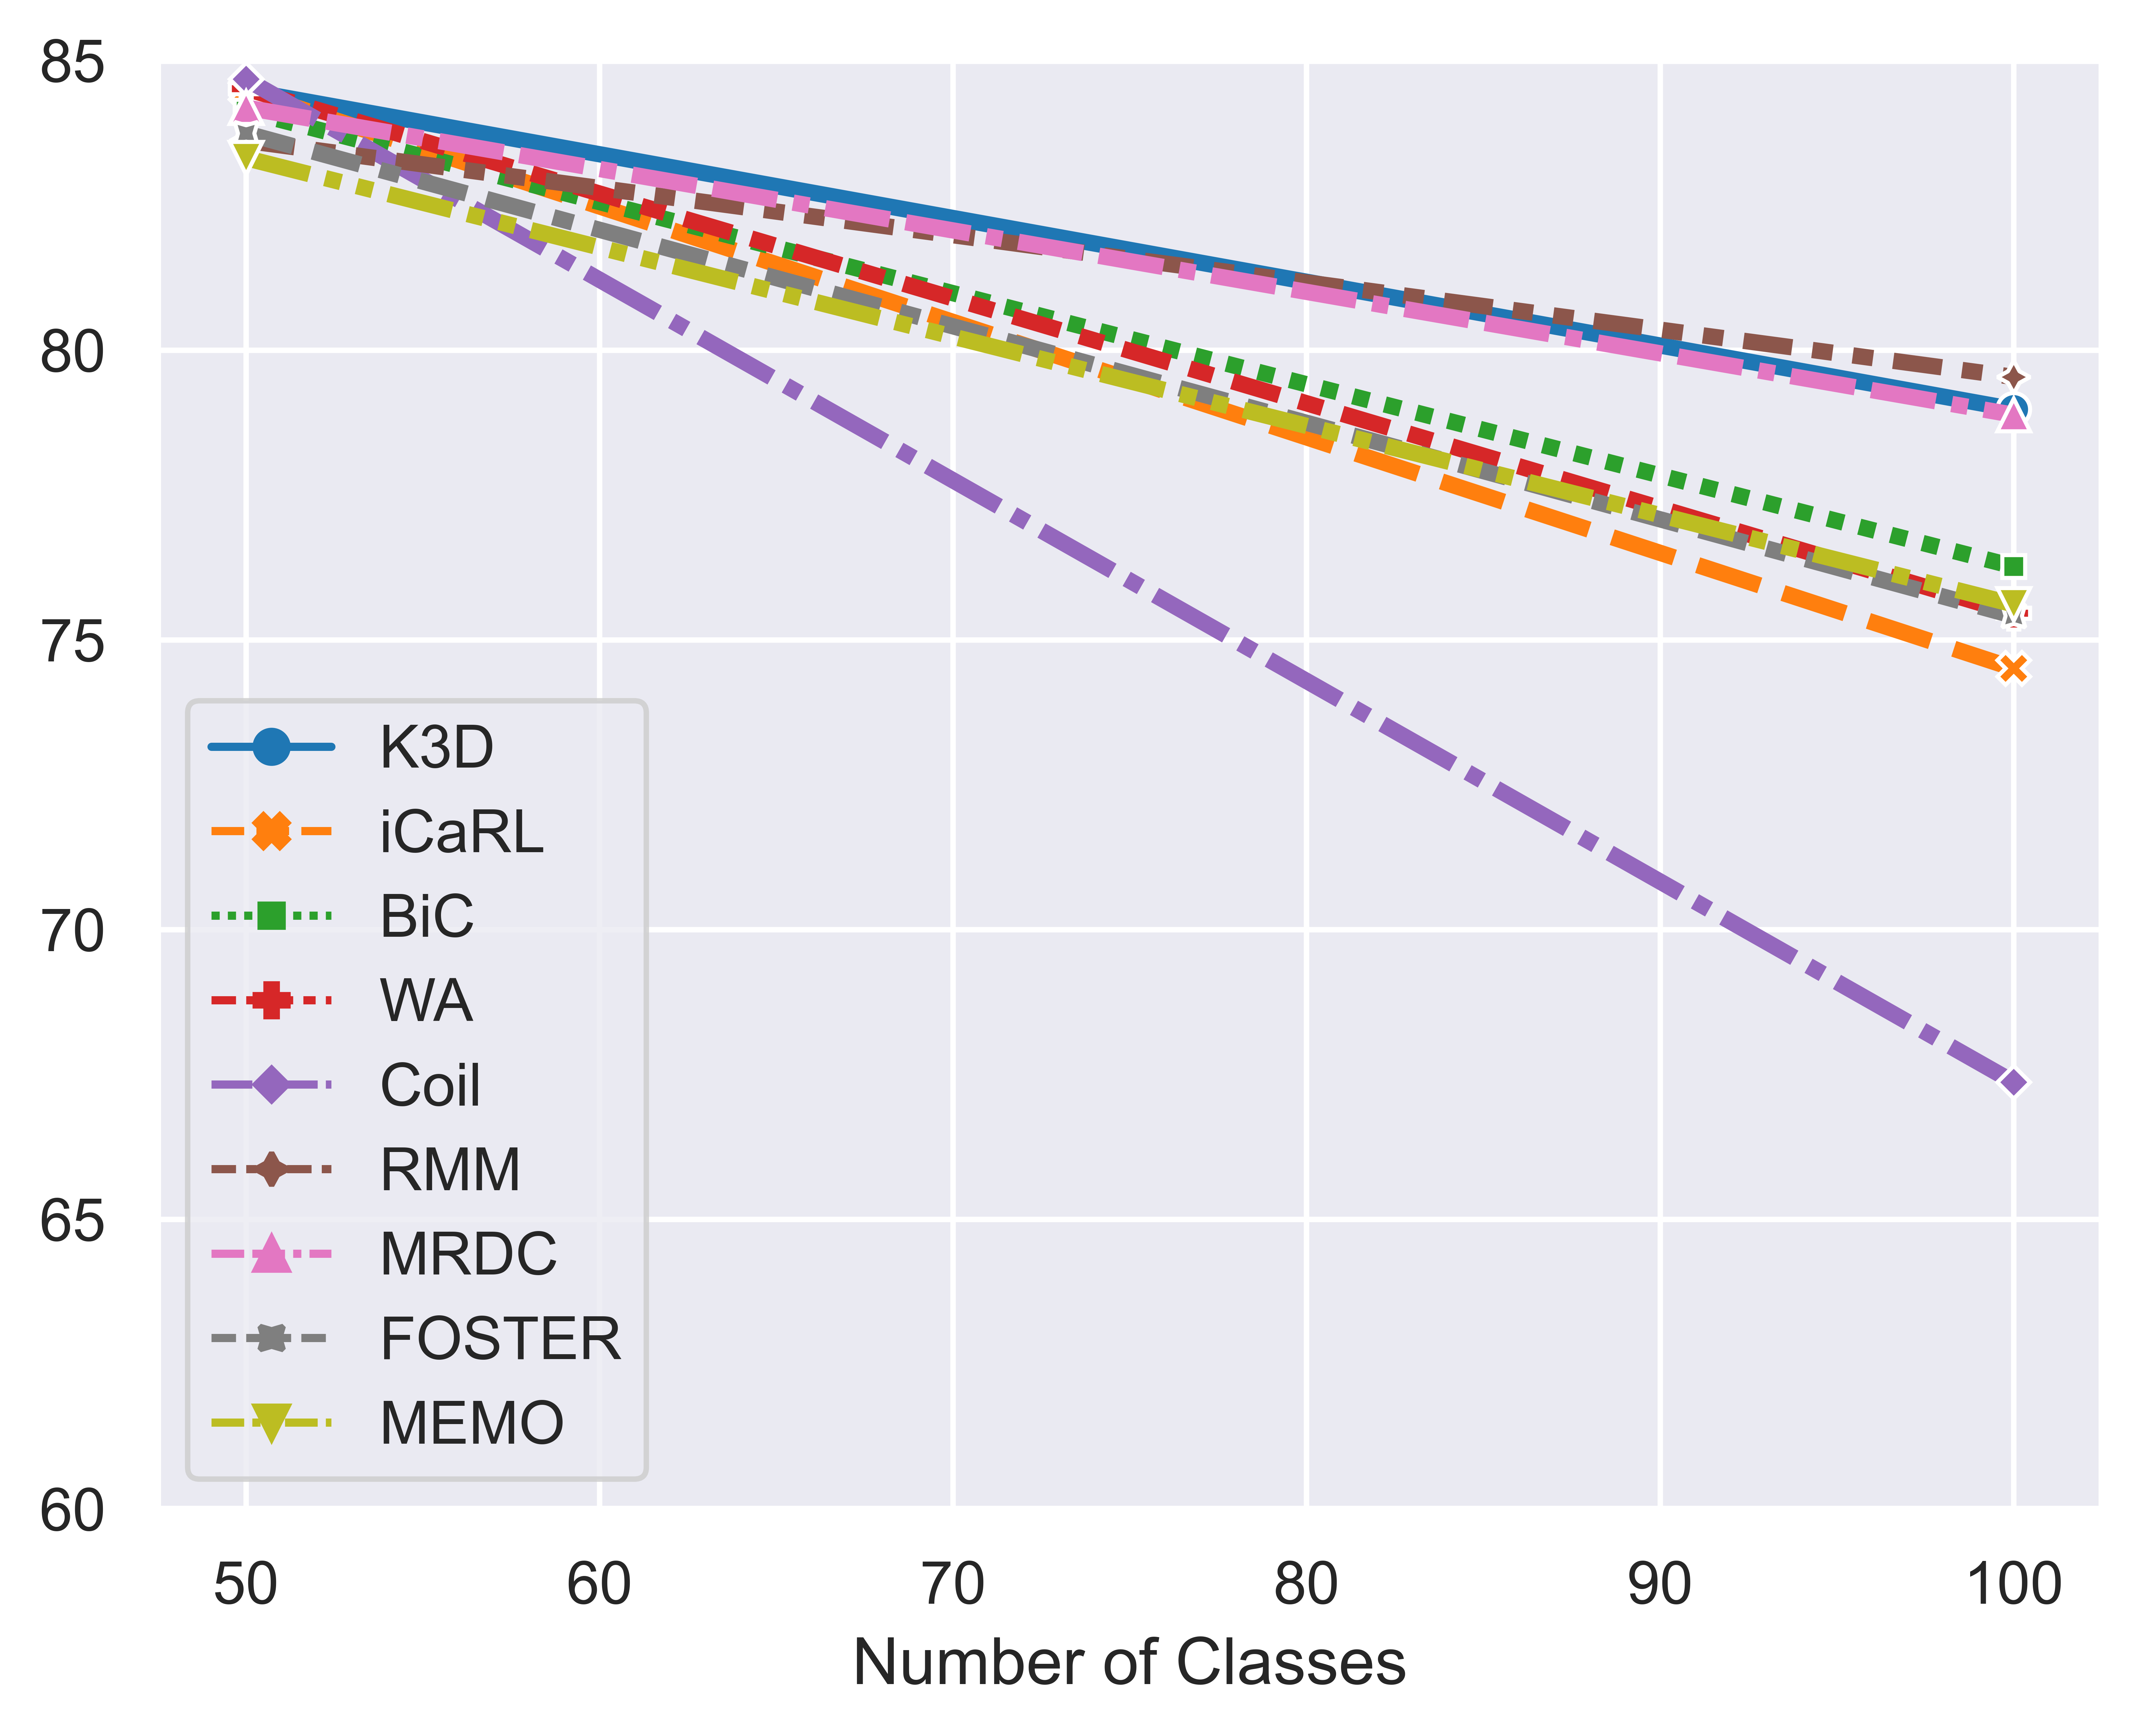 85
80
75
70
65
60
K3D
iCaRL
BiC
WA
Coil
RMM
MRDC
FOSTER
MEMO
50 60 70 80 90 100
Number of Classes